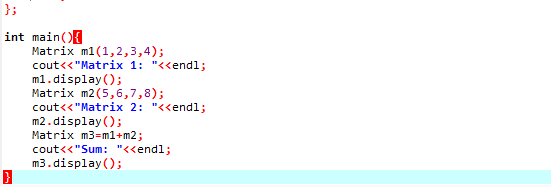 };
int main(){
Matrix m1(1,2,3,4);
cout<<"Matrix 1: "<<endl;
m1.display();
Matrix m2(5,6,7,8);
cout<<"Matrix 2: "<<endl;
m2.display();
Matrix m3=m1+m2;
cout<<"Sum: "<<endl;
m3.display();
}